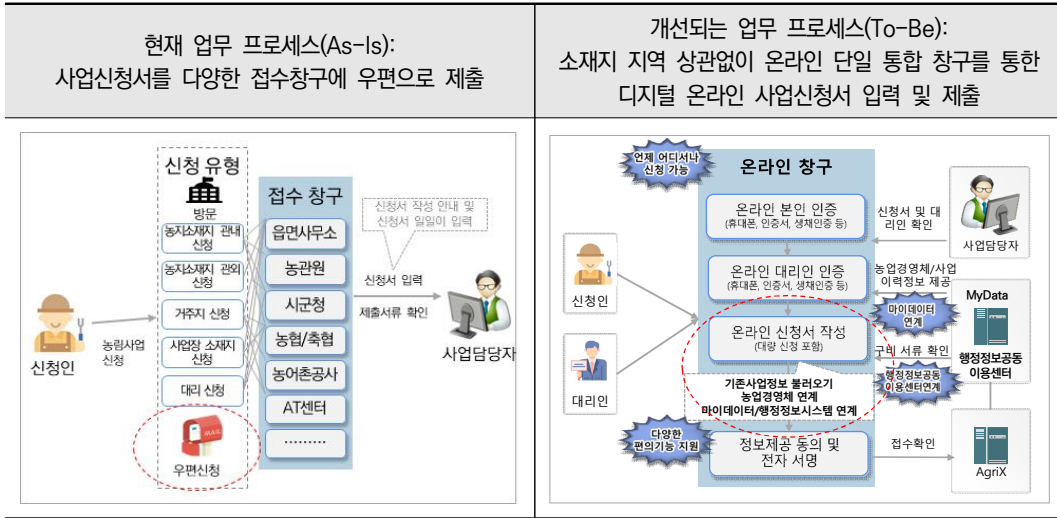 현재 업무 프로세스(As-Is):
사업신청서를 다양한 접수창구에 우편으로 제출
개선되는 업무 프로세스(To-Be):
소재지 지역 상관없이 온라인 단일 통합 창구를 통한
디지털 온라인 사업신청서 입력 및 제출
신청 유형
방문
농지소재지 관내
신청
농지소재지 관외
신청
거주지 신청
사업장 소재지
신청
대리 신청
MAIL
우편신청
신청인
농림사업
신청
접수 창구
읍면사무소
농관원
시군청
농협/축협
농어촌공사
AT센터
………
신청서 작성 안내 및
신청서 일일이 입력
신청서 입력
제출서류 확인
사업담당자
언제 어디서나
신청 가능
온라인 창구
온라인 본인 인증
(휴대폰, 인증서, 생채인증 등)
온라인 대리인 인증
(휴대폰, 인증서, 생채인증 등)
온라인 신청서 작성
(대량 신청 포함)
기존사업정보 불러오기
농업경영체 연계
마이데이터/행정정보시스템 연계
다양한
편의기능 지원
정보제공 동의 및
전자 서명
신청인
대리인
신청서 및 대
리인 확인
사업담당자
농업경영체/사업
이력정보 제공
마이데이터
연계
MyData
구비 서류 확인
행정정보공동
이용센터연계
행정정보공동
이용센터
접수확인
AgriX